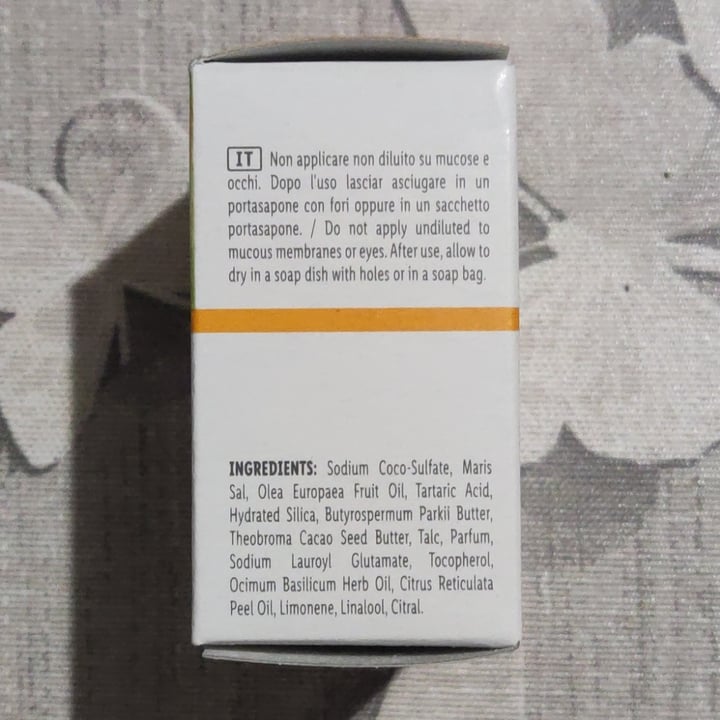 IT Non applicare non diluito su mucose e
occhi. Dopo l'uso lasciar asciugare in un
portasapone con fori oppure in un sacchetto
portasapone. / Do not apply undiluted to
mucous membranes or eyes. After use, allow to
dry in a soap dish with holes or in a soap bag.
INGREDIENTS: Sodium Coco-Sulfate, Maris
Sal, Olea Europaea Fruit Oil, Tartaric Acid,
Hydrated Silica, Butyrospermum Parkii Butter,
Theobroma Cacao Seed Butter, Talc, Parfum,
Sodium Lauroyl Glutamate, Tocopherol,
Ocimum Basilicum Herb Oil, Citrus Reticulata
Peel Oil, Limonene, Linalool, Citral.